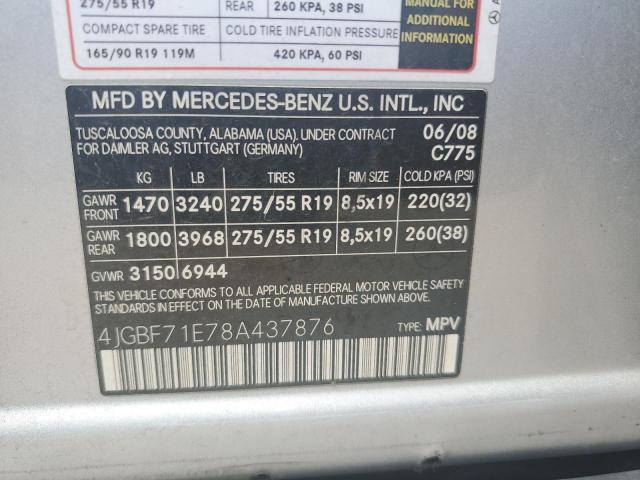 275/55 R19 REAR 260 KPA, 38 PSI
COMPACT SPARE TIRE COLD TIRE INFLATION PRESSURE
165/90 R19 119M 420 KPA, 60 PSI
MANUAL FOR
ADDITIONAL
INFORMATION
MFD BY MERCEDES-BENZ U.S. INTL., INC
TUSCALOOSA COUNTY, ALABAMA (USA). UNDER CONTRACT 06/08
FOR DAIMLER AG, STUTTGART (GERMANY) C775
KG LB TIRES RIM SIZE COLD KPA (PSI)
GAWR FRONT 1470 3240 275/55 R19 8,5x19 220(32)
GAWR REAR 1800 3968 275/55 R19 8,5x19 260(38)
GVWR 3150 6944
THIS VEHICLE CONFORMS TO ALL APPLICABLE FEDERAL MOTOR VEHICLE SAFETY
STANDARDS IN EFFECT ON THE DATE OF MANUFACTURE SHOWN ABOVE.
4JGBF71E78A437876 TYPE: MPV